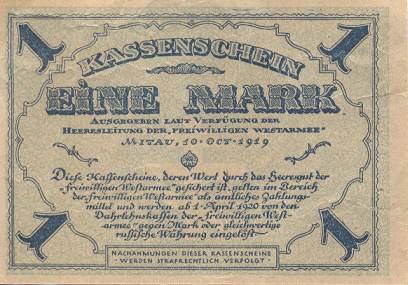 1 1
KASSENSCHEIN
EINE MARK
AUSGEGEBEN LAUT VERFÜGUNG DER
HEERESLEITUNG DER „FREIWILLIGEN WESTARMEE"
MITAU, 10·OCT·1919
Diese Kassenscheine, deren Wert durch das Heeresgut der
„freiwilligen Westarmee" gesichert ist, gelten im Bereich
der „freiwilligen Westarmee" als amtliche Zahlungs-
mittel und werden ab 1·April 1920 von den
Darlehnskassen der „freiwilligen West-
armee" gegen Mark oder gleichwertige
russische Währung eingelöst·
1 1
NACHAHMUNGEN DIESER KASSENSCHEINE
WERDEN STRAFRECHTLICH VERFOLGT